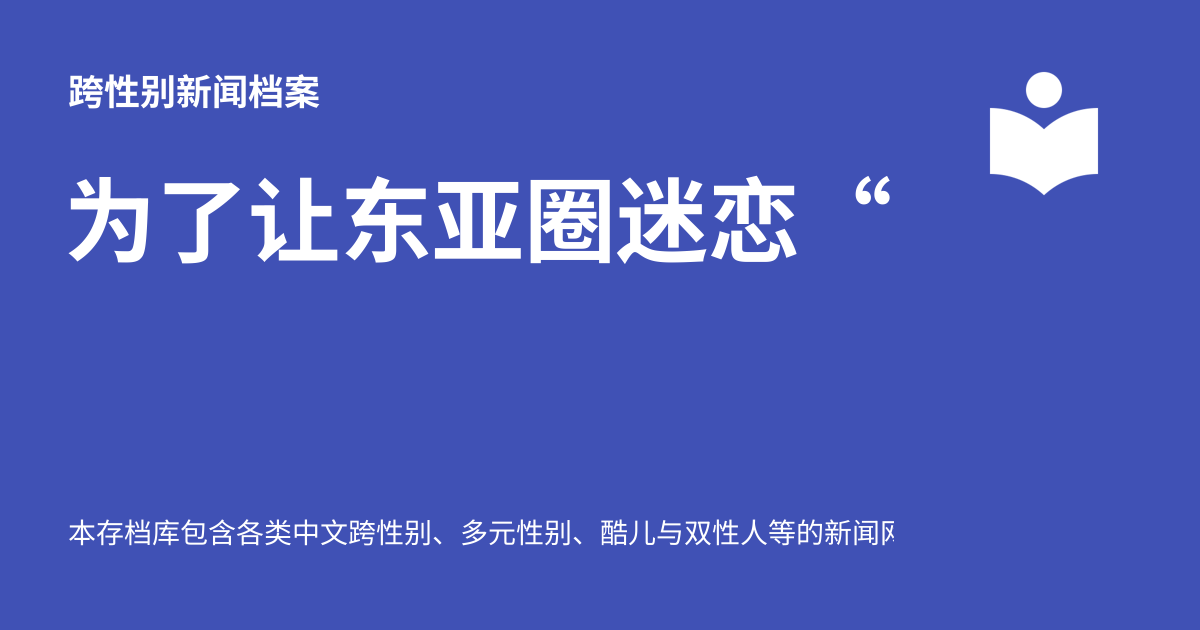 跨性别新闻档案
为了让东亚圈迷恋“
本存档库包含各类中文跨性别、多元性别、酷儿与双性人等的新闻